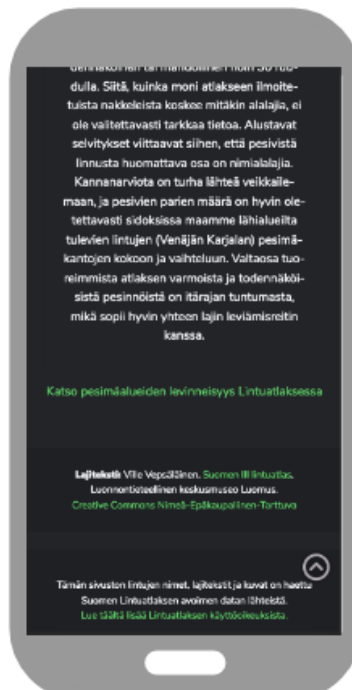 dulla. Siitä, kuinka moni atlakseen ilmoite-
tuista nakkeleista koskee mitäkin alalajia, ei
ole valitettavasti tarkkaa tietoa. Alustavat
selvitykset viittaavat siihen, että pesivistä
linnusta huomattava osa on nimialalajia.
Kannanarviota on turha lähteä veikkaile-
maan, ja pesivien parien määrä on hyvin ole-
tettavasti sidoksissa maamme lähialueilta
tulevien lintujen (Venäjän Karjalan) pesimä-
kantojen kokoon ja vaihteluun. Valtaosa tuo-
reimmista atlaksen varmoista ja todennäköi-
sistä pesinnöistä on itärajan tuntumasta,
mikä sopii hyvin yhteen lajin leviämisreitin
kanssa.
Katso pesimäalueiden levinneisyys Lintuatlaksessa
Lajiteksti: Ville Vepsäläinen. Suomen III lintuatlas,
Luonnontieteellinen keskusmuseo Luomus.
Creative Commons Nimeä-Epäkaupallinen-Tarttuva
Tämän sivuston lintujen nimet, lajitekstit ja kuvat on haettu
Suomen Lintuatlaksen avoimen datan lähteistä.
Lue täältä lisää Lintuatlaksen käyttöoikeuksista.